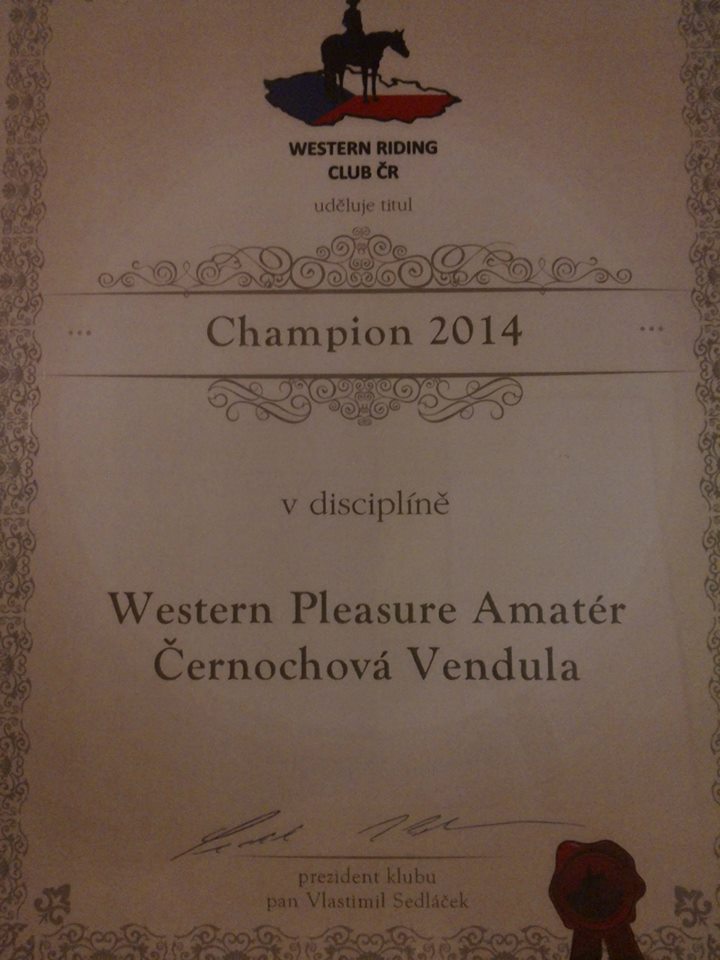 WESTERN RIDING
CLUB ČR
uděluje titul
Champion 2014
v disciplíně
Western Pleasure Amatér
Černochová Vendula
prezident klubu
pan Vlastimil Sedláček